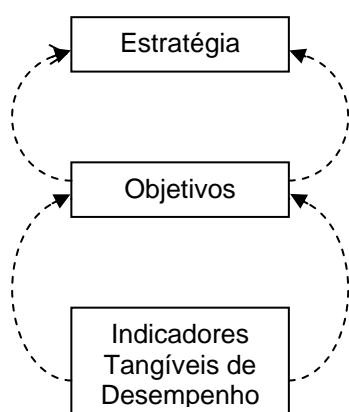 Estratégia
Objetivos
Indicadores
Tangíveis de
Desempenho